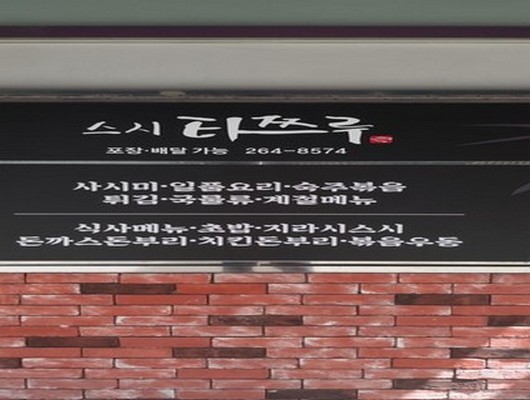 스시 타쯔루
포장·배달 가능 264-8574
사시미·일품요리·숙주볶음
튀김·국물류·계절메뉴
식사메뉴·초밥·지라시스시
돈까스돈부리·치킨돈부리·볶음우동